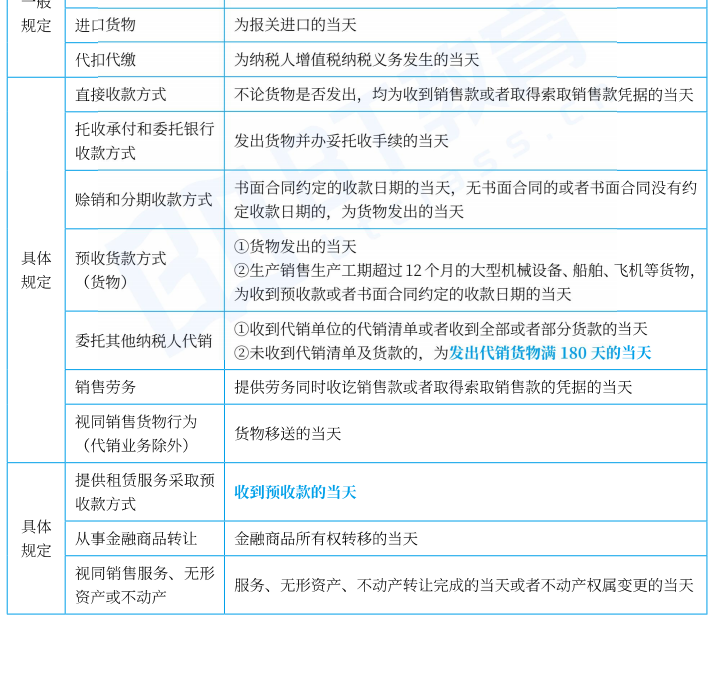 一般
规定
进口货物
为报关进口的当天
代扣代缴
为纳税人增值税纳税义务发生的当天
具体
规定
直接收款方式
不论货物是否发出，均为收到销售款或者取得索取销售款凭据的当天
托收承付和委托银行
收款方式
发出货物并办妥托收手续的当天
赊销和分期收款方式
书面合同约定的收款日期的当天，无书面合同的或者书面合同没有约
定收款日期的，为货物发出的当天
预收货款方式
（货物）
①货物发出的当天
②生产销售生产工期超过 12 个月的大型机械设备、船舶、飞机等货物，
为收到预收款或者书面合同约定的收款日期的当天
委托其他纳税人代销
①收到代销单位的代销清单或者收到全部或者部分货款的当天
②未收到代销清单及货款的，为发出代销货物满 180 天的当天
销售劳务
提供劳务同时收讫销售款或者取得索取销售款的凭据的当天
视同销售货物行为
（代销业务除外）
货物移送的当天
具体
规定
提供租赁服务采取预
收款方式
收到预收款的当天
从事金融商品转让
金融商品所有权转移的当天
视同销售服务、无形
资产或不动产
服务、无形资产、不动产转让完成的当天或者不动产权属变更的当天